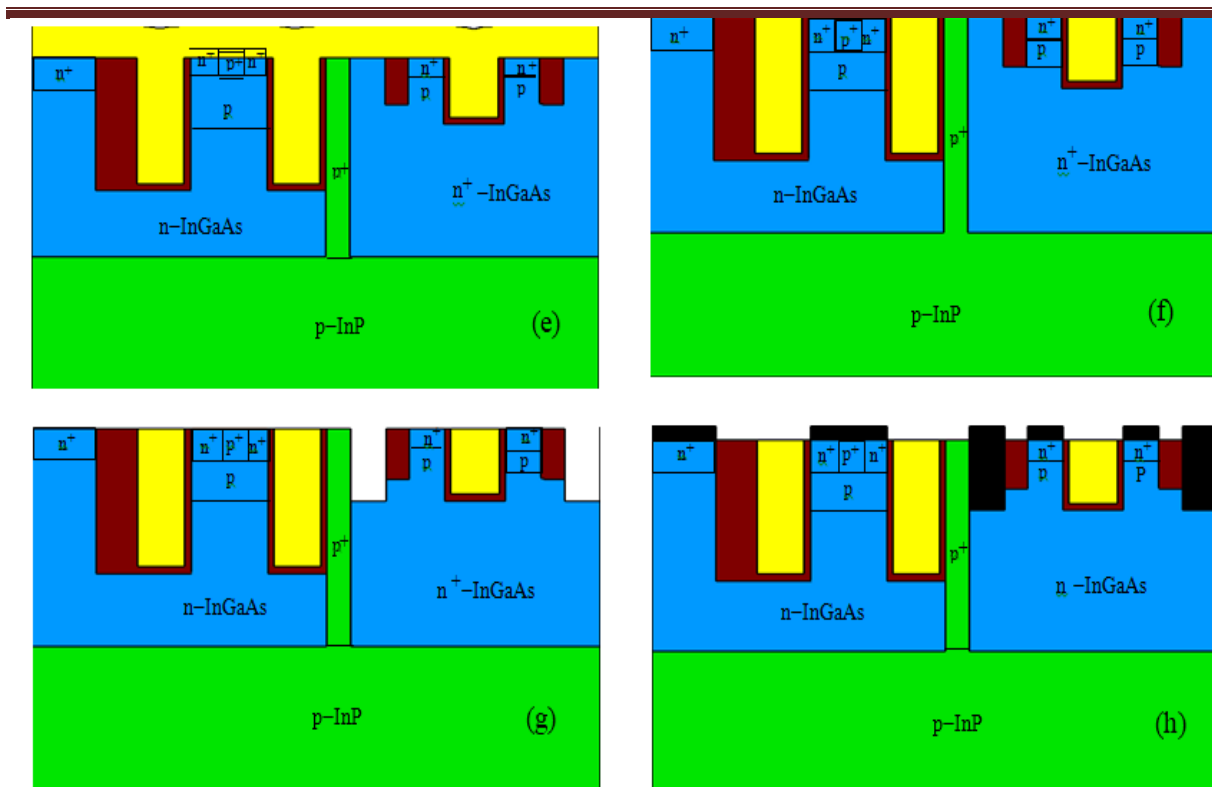 n⁺ n⁺ p⁺ n⁺ n⁺ n⁺
p p p
p⁺
n⁺ –InGaAs
n–InGaAs
p–InP
(e)
n⁺ n⁺ p⁺ n⁺ n⁺ n⁺
p p p
p⁺
n⁺ –InGaAs
n–InGaAs
p–InP
(f)
n⁺ n⁺ p⁺ n⁺ n⁺ n⁺
p p p
p⁺
n ⁺–InGaAs
n–InGaAs
p–InP
(g)
n⁺ n⁺ p⁺ n⁺ n⁺ n⁺
p p P
p⁺
n –InGaAs
n–InGaAs
p–InP
(h)